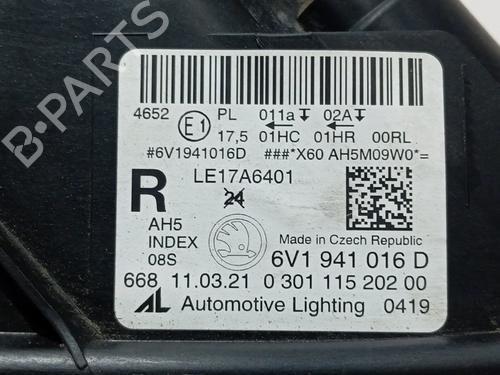 B-PARTS
4652 E1 PL 011a 02A
17,5 01HC 01HR 00RL
#6V1941016D ###*X60 AH5M09W0*=
R LE17A6401
24
AH5
INDEX
08S
Made in Czech Republic
6V1 941 016 D
668 11.03.21 0 301 115 202 00
AL Automotive Lighting 0419